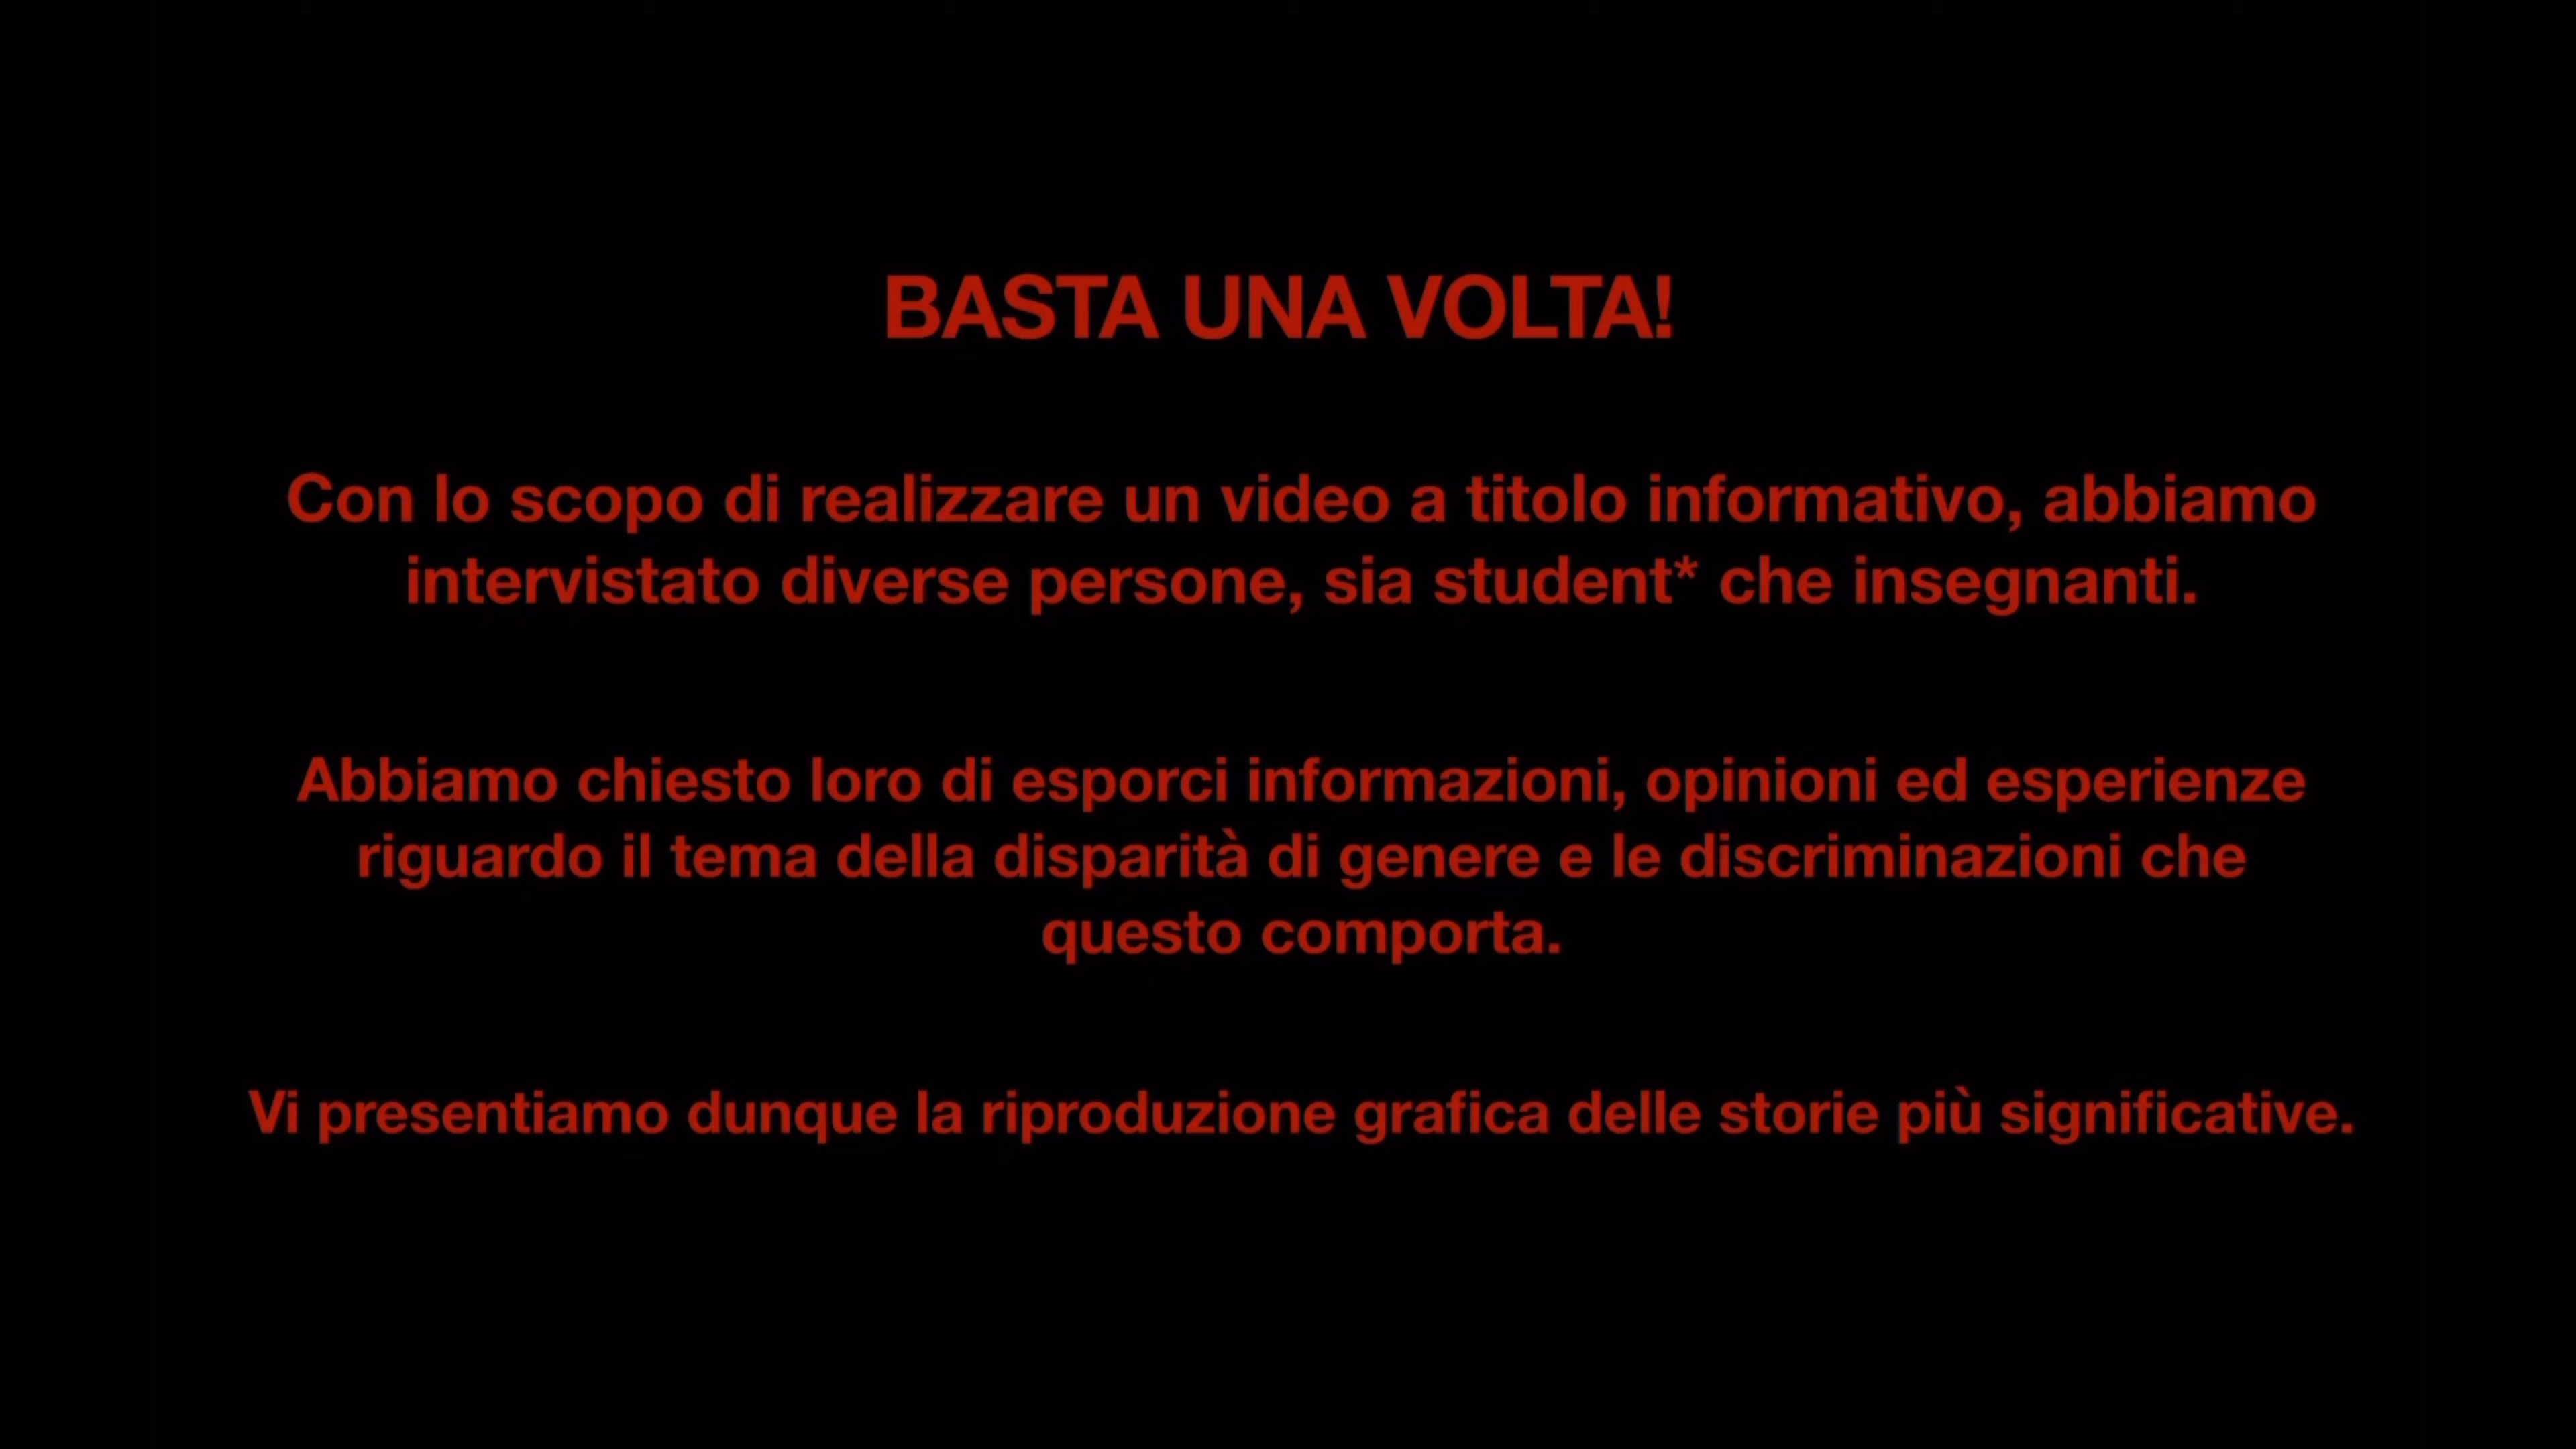 BASTA UNA VOLTA!
Con lo scopo di realizzare un video a titolo informativo, abbiamo
intervistato diverse persone, sia student* che insegnanti.
Abbiamo chiesto loro di esporci informazioni, opinioni ed esperienze
riguardo il tema della disparità di genere e le discriminazioni che
questo comporta.
Vi presentiamo dunque la riproduzione grafica delle storie più significative.